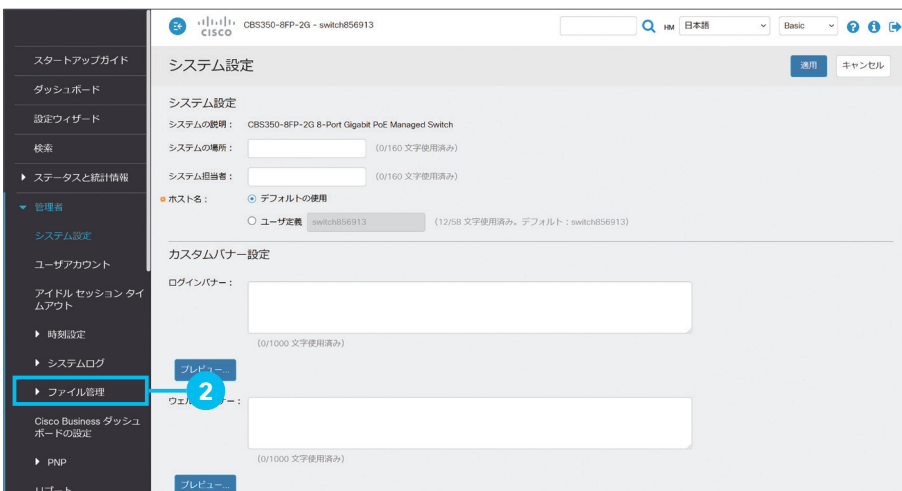 CISCO
CBS350-8FP-2G - switch856913
HM
日本語
Basic
スタートアップガイド
ダッシュボード
設定ウィザード
検索
ステータスと統計情報
管理者
システム設定
ユーザアカウント
アイドル セッション タイ
ムアウト
時刻設定
システムログ
ファイル管理
Cisco Business ダッシュ
ボードの設定
PNP
リブート
システム設定
適用
キャンセル
システム設定
システムの説明：
CBS350-8FP-2G 8-Port Gigabit PoE Managed Switch
システムの場所：
(0/160 文字使用済み)
システム担当者：
(0/160 文字使用済み)
ホスト名：
デフォルトの使用
ユーザ定義
switch856913
(12/58 文字使用済み。デフォルト：switch856913)
カスタムバナー設定
ログインバナー：
(0/1000 文字使用済み)
プレビュー...
2
(0/1000 文字使用済み)
プレビュー...